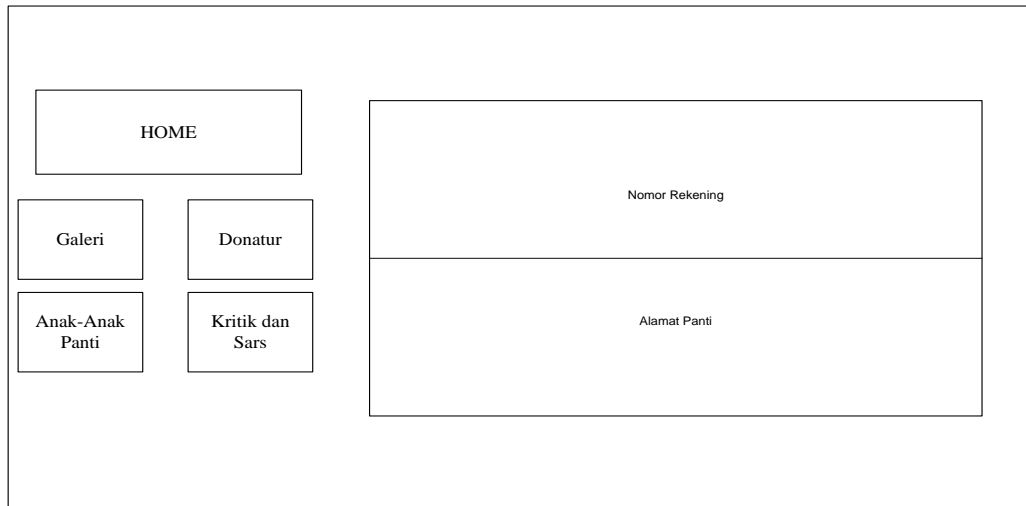 HOME
Galeri
Donatur
Anak-Anak
Panti
Kritik dan
Sars
Nomor Rekening
Alamat Panti